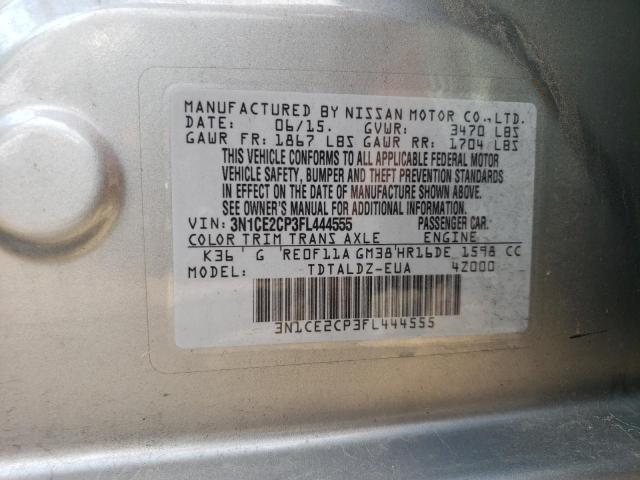 MANUFACTURED BY NISSAN MOTOR CO.,LTD.
DATE: 06/15. GVWR: 3470 LBS
GAWR FR: 1867 LBS GAWR RR: 1704 LBS
THIS VEHICLE CONFORMS TO ALL APPLICABLE FEDERAL MOTOR
VEHICLE SAFETY, BUMPER AND THEFT PREVENTION STANDARDS
IN EFFECT ON THE DATE OF MANUFACTURE SHOWN ABOVE.
SEE OWNER'S MANUAL FOR ADDITIONAL INFORMATION.
VIN: 3N1CE2CP3FL444555 PASSENGER CAR.
COLOR TRIM TRANS AXLE ENGINE
K36 ' G ' RE0F11A GM38'HR16DE 1598 CC
MODEL: TDTALDZ-EUA 4Z000
3N1CE2CP3FL444555